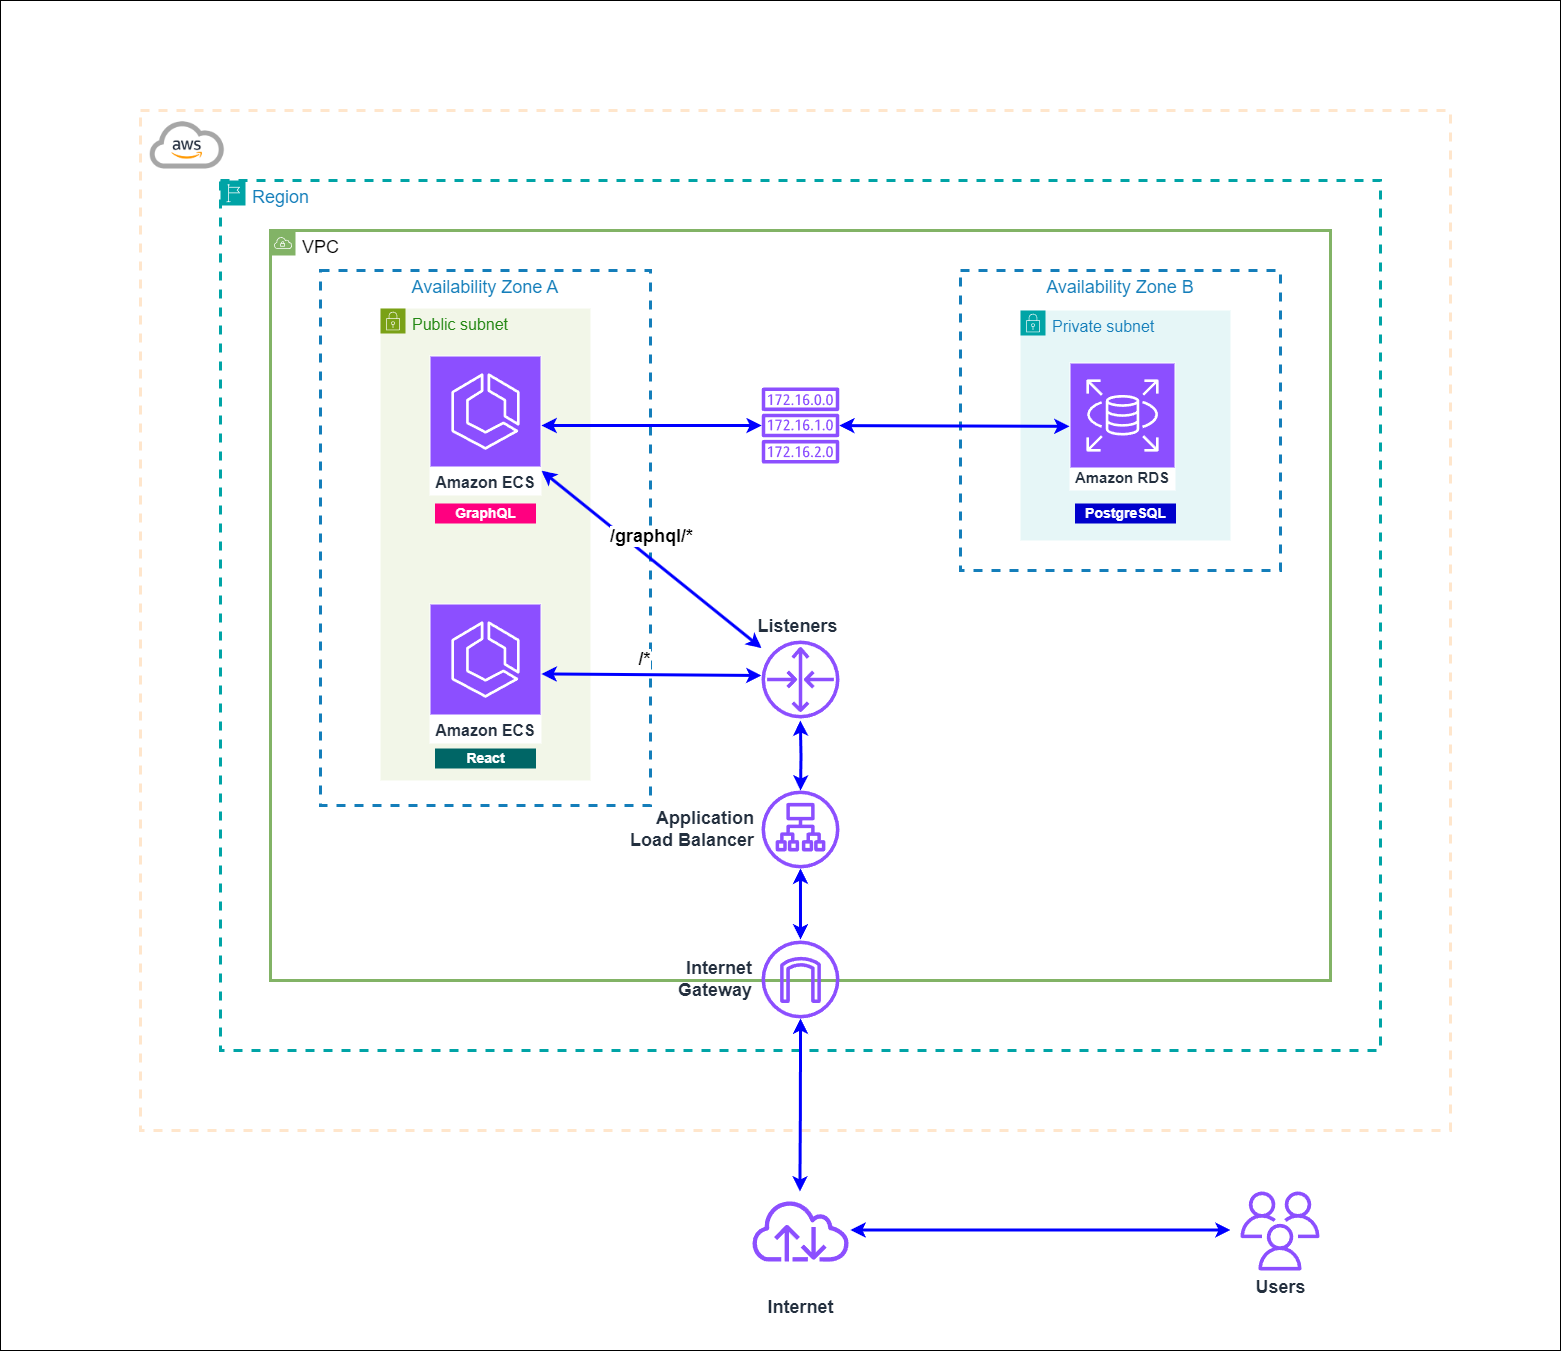 aws
Region
VPC
Availability Zone A
Availability Zone B
Public subnet
Private subnet
172.16.0.0
172.16.1.0
172.16.2.0
Amazon ECS
GraphQL
Amazon RDS
PostgreSQL
/graphql/*
Listeners
/*
Amazon ECS
React
Application
Load Balancer
Internet
Gateway
Users
Internet